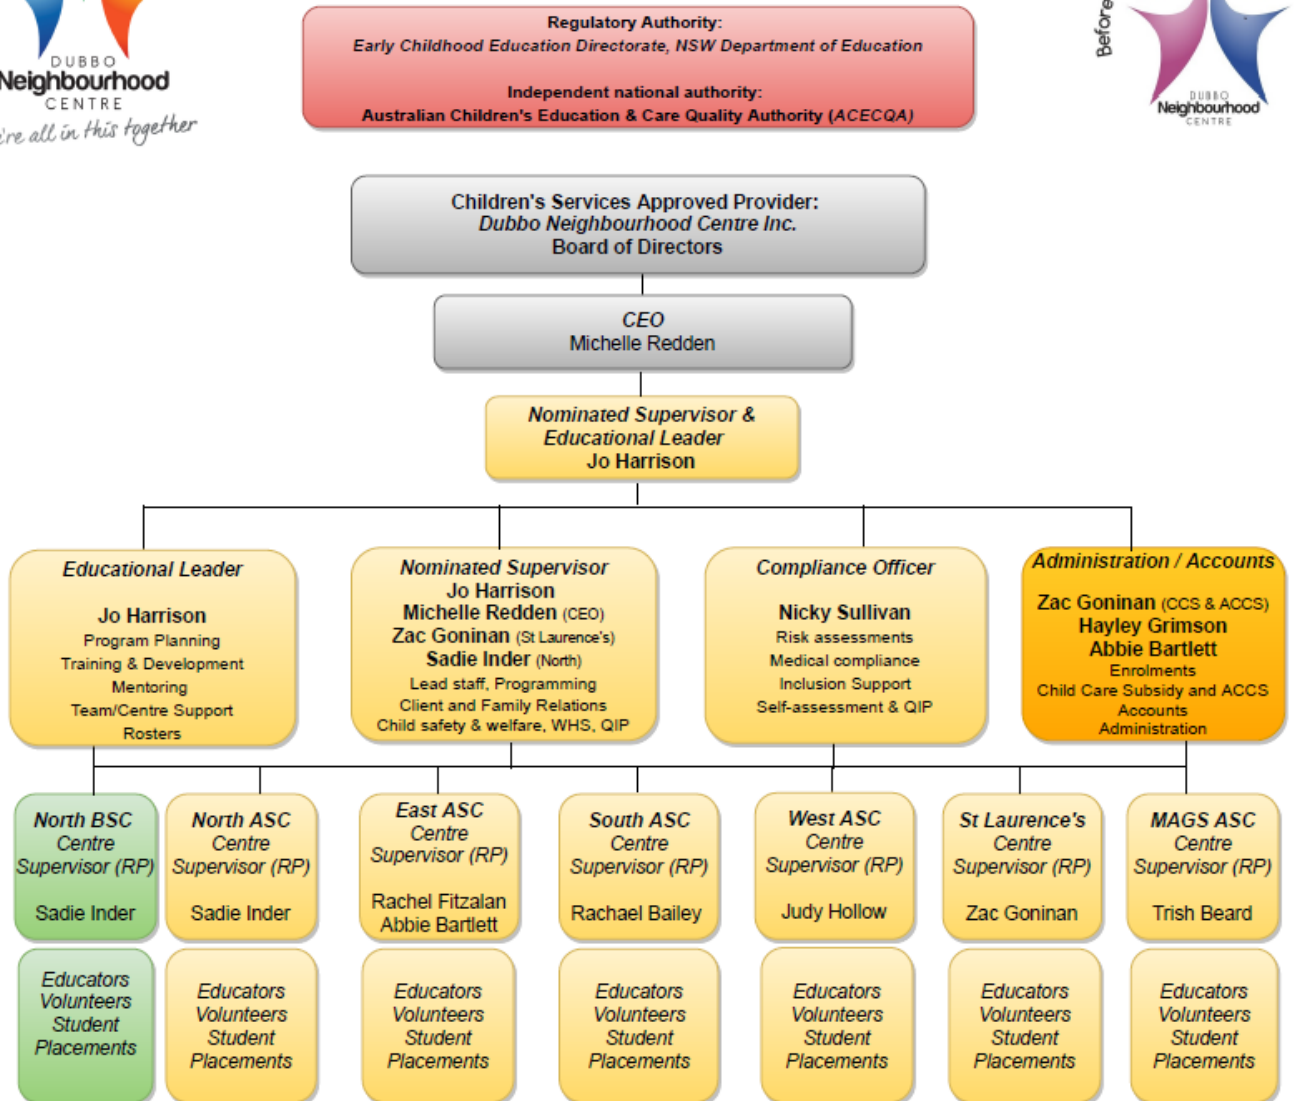 DUBBO
Neighbourhood
CENTRE
're all in this together
Before
DUBBO
Neighbourhood
CENTRE
Regulatory Authority:
Early Childhood Education Directorate, NSW Department of Education
Independent national authority:
Australian Children's Education & Care Quality Authority (ACECQA)
Children's Services Approved Provider:
Dubbo Neighbourhood Centre Inc.
Board of Directors
CEO
Michelle Redden
Nominated Supervisor &
Educational Leader
Jo Harrison
Educational Leader
Jo Harrison
Program Planning
Training & Development
Mentoring
Team/Centre Support
Rosters
Nominated Supervisor
Jo Harrison
Michelle Redden (CEO)
Zac Goninan (St Laurence's)
Sadie Inder (North)
Lead staff, Programming
Client and Family Relations
Child safety & welfare, WHS, QIP
Compliance Officer
Nicky Sullivan
Risk assessments
Medical compliance
Inclusion Support
Self-assessment & QIP
Administration / Accounts
Zac Goninan (CCS & ACCS)
Hayley Grimson
Abbie Bartlett
Enrolments
Child Care Subsidy and ACCS
Accounts
Administration
North BSC
Centre
Supervisor (RP)
Sadie Inder
North ASC
Centre
Supervisor (RP)
Sadie Inder
East ASC
Centre
Supervisor (RP)
Rachel Fitzalan
Abbie Bartlett
South ASC
Centre
Supervisor (RP)
Rachael Bailey
West ASC
Centre
Supervisor (RP)
Judy Hollow
St Laurence's
Centre
Supervisor (RP)
Zac Goninan
MAGS ASC
Centre
Supervisor (RP)
Trish Beard
Educators
Volunteers
Student
Placements
Educators
Volunteers
Student
Placements
Educators
Volunteers
Student
Placements
Educators
Volunteers
Student
Placements
Educators
Volunteers
Student
Placements
Educators
Volunteers
Student
Placements
Educators
Volunteers
Student
Placements